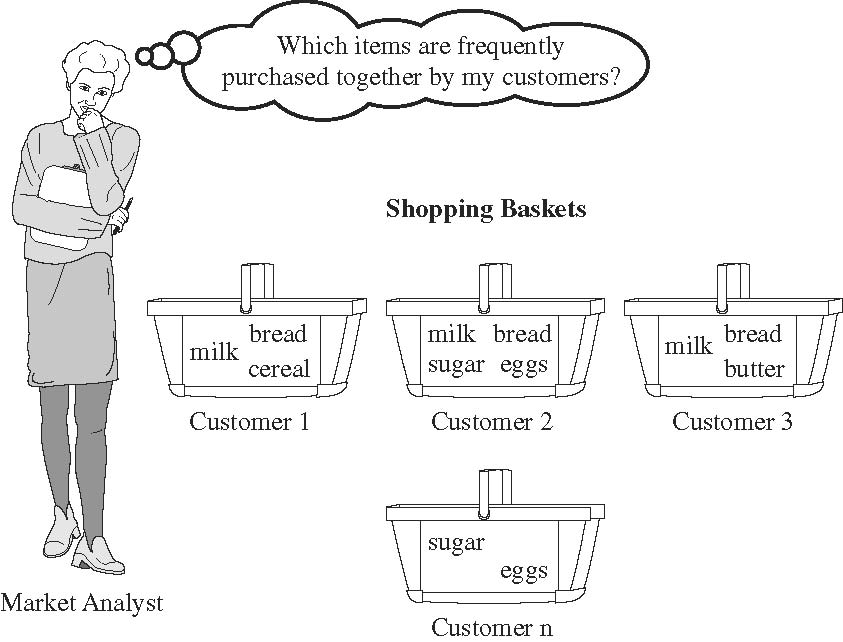 Which items are frequently
purchased together by my customers?
Shopping Baskets
milk bread
cereal
milk bread
sugar eggs
milk bread
butter
Customer 1
Customer 2
Customer 3
sugar
eggs
Market Analyst
Customer n